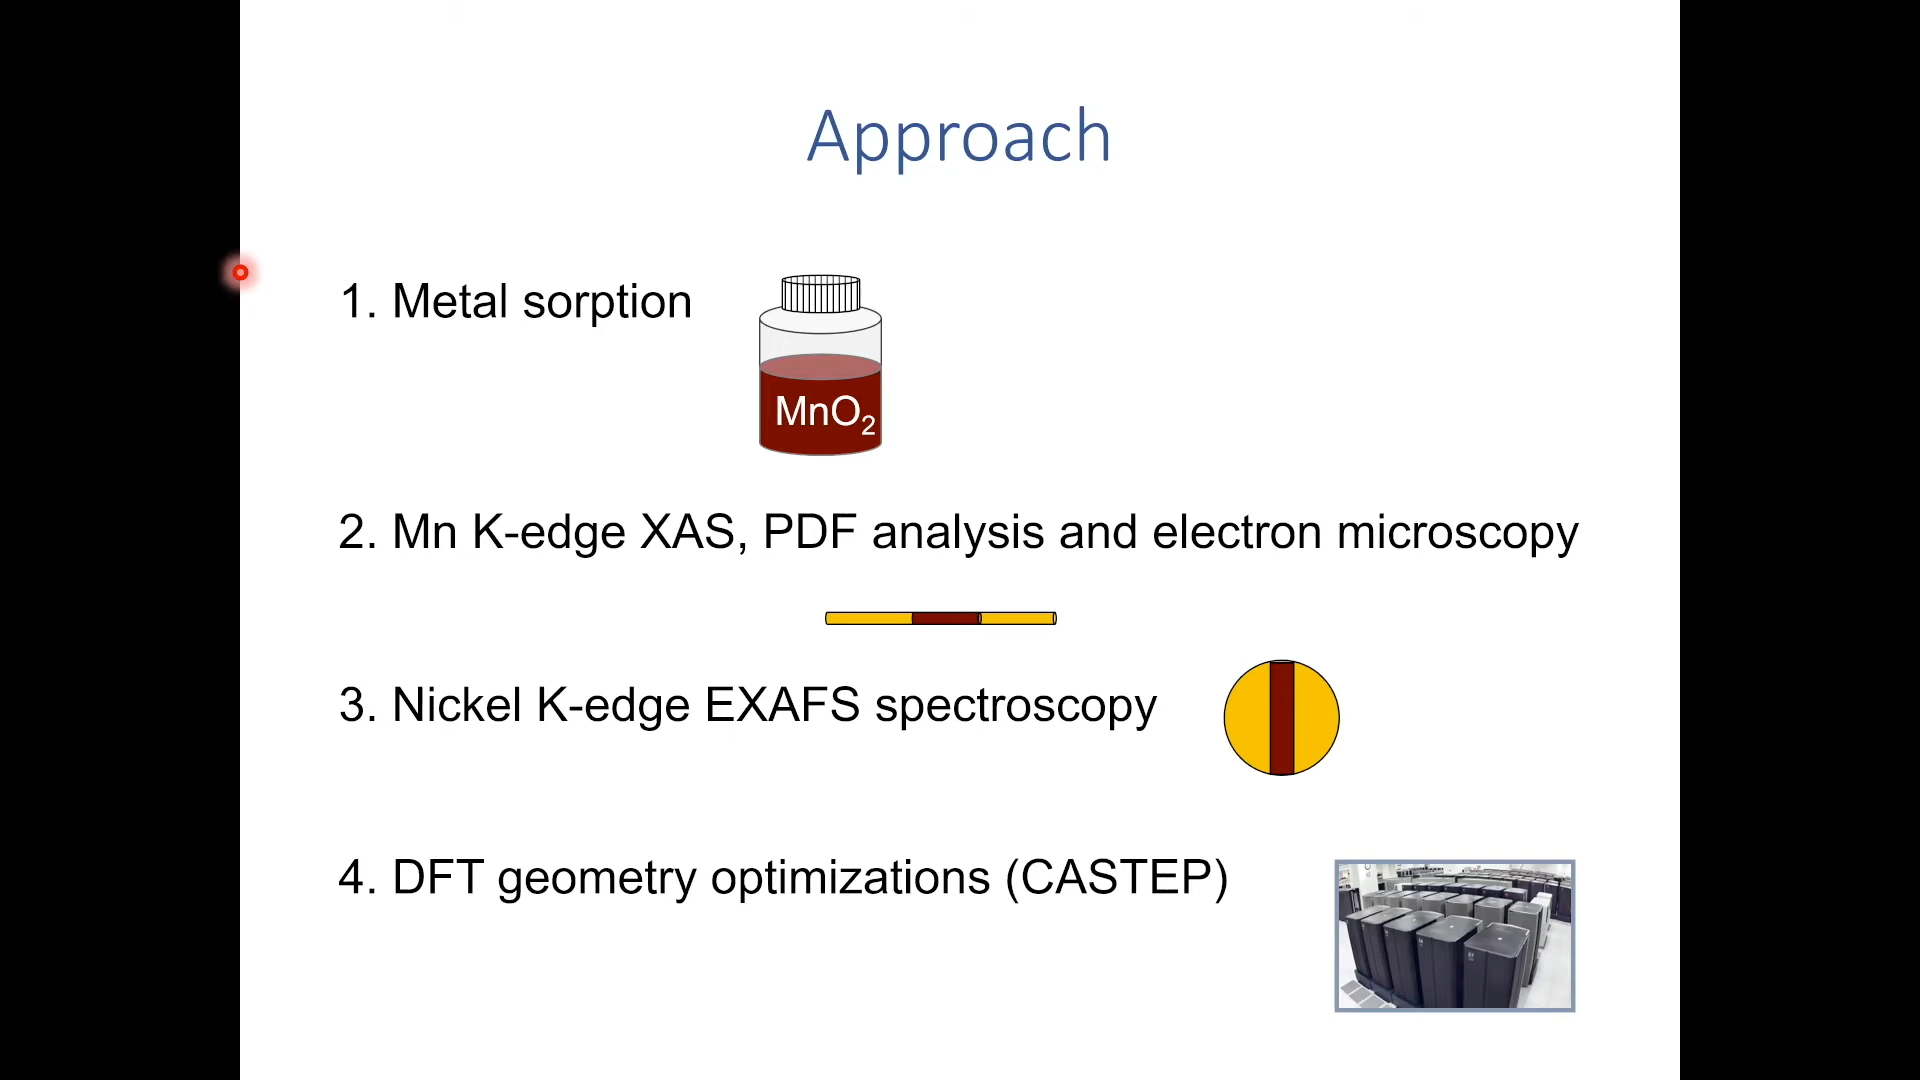 Approach
1. Metal sorption
MnO₂
2. Mn K-edge XAS, PDF analysis and electron microscopy
3. Nickel K-edge EXAFS spectroscopy
4. DFT geometry optimizations (CASTEP)